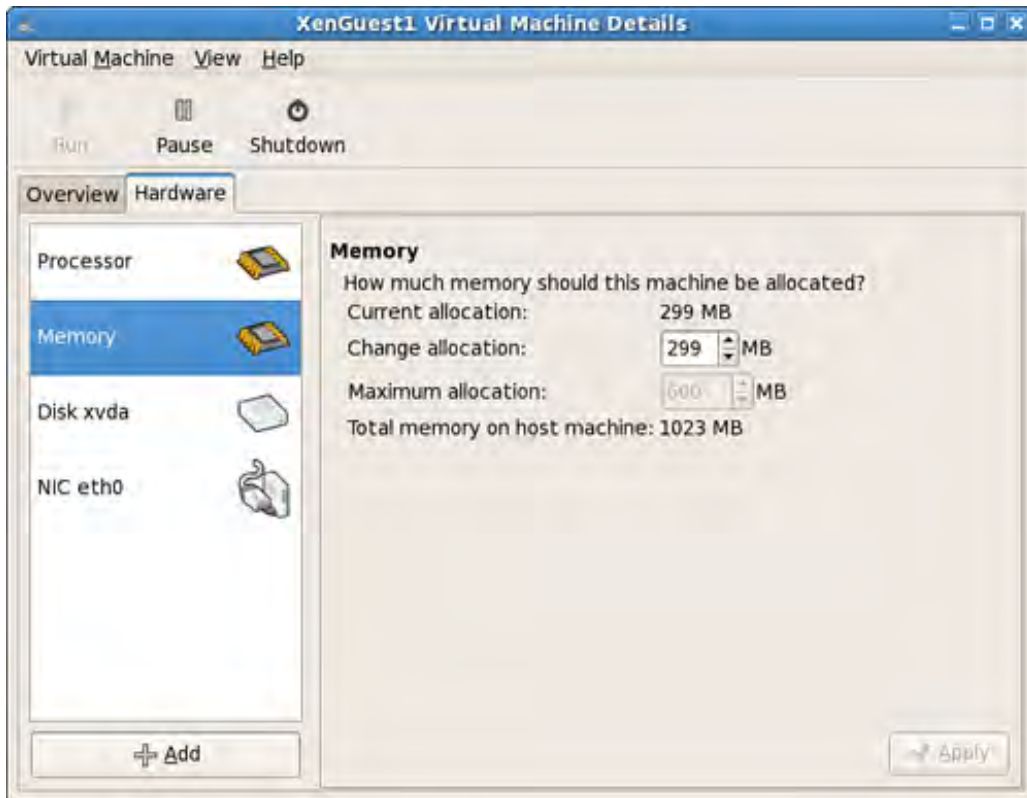 XenGuest1 Virtual Machine Details
Virtual Machine View Help
Run Pause Shutdown
Overview Hardware
Processor
Memory
Disk xvda
NIC eth0
Add
Memory
How much memory should this machine be allocated?
Current allocation: 299 MB
Change allocation: 299 MB
Maximum allocation: 600 MB
Total memory on host machine: 1023 MB
Apply